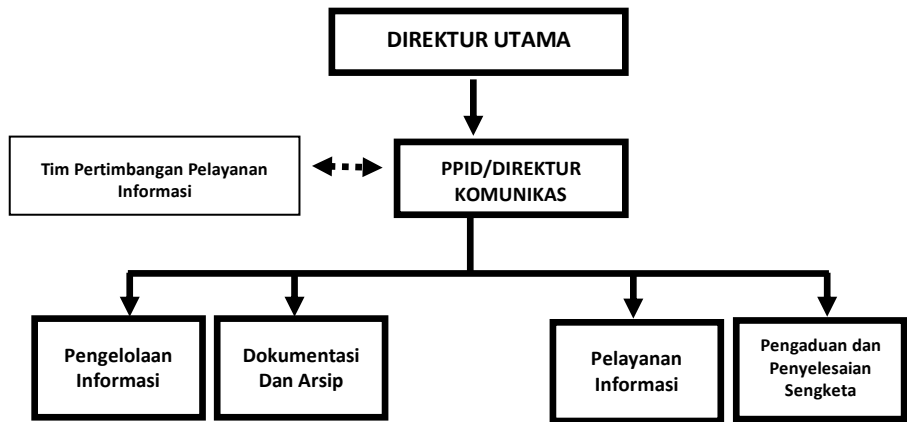 DIREKTUR UTAMA
Tim Pertimbangan Pelayanan
Informasi
PPID/DIREKTUR
KOMUNIKAS
Pengelolaan
Informasi
Dokumentasi
Dan Arsip
Pelayanan
Informasi
Pengaduan dan
Penyelesaian
Sengketa